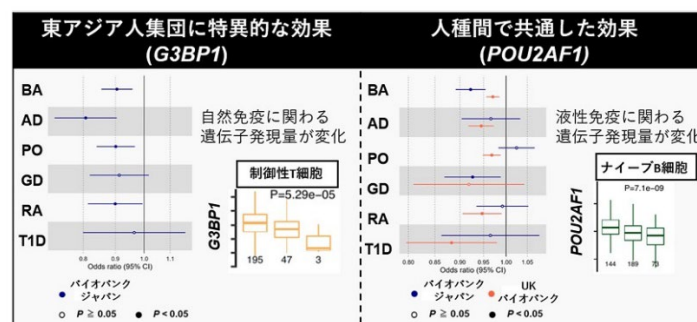 東アジア人集団に特異的な効果
(G3BP1)
BA
AD
PO
GD
RA
T1D
0.8
0.9
1.0
1.1
Odds ratio (95% CI)
自然免疫に関わる
遺伝子発現量が変化
制御性T細胞
P=5.29e-05
G3BP1
195
47
3
バイオバンク
ジャパン
P ≥ 0.05
P < 0.05
人種間で共通した効果
(POU2AF1)
BA
AD
PO
GD
RA
T1D
0.80
0.85
0.90
0.95
1.00
1.05
Odds ratio (95% CI)
液性免疫に関わる
遺伝子発現量が変化
ナイーブB細胞
P=7.1e-09
POU2AF1
144
189
73
バイオバンク
ジャパン
UK
バイオバンク
P ≥ 0.05
P < 0.05